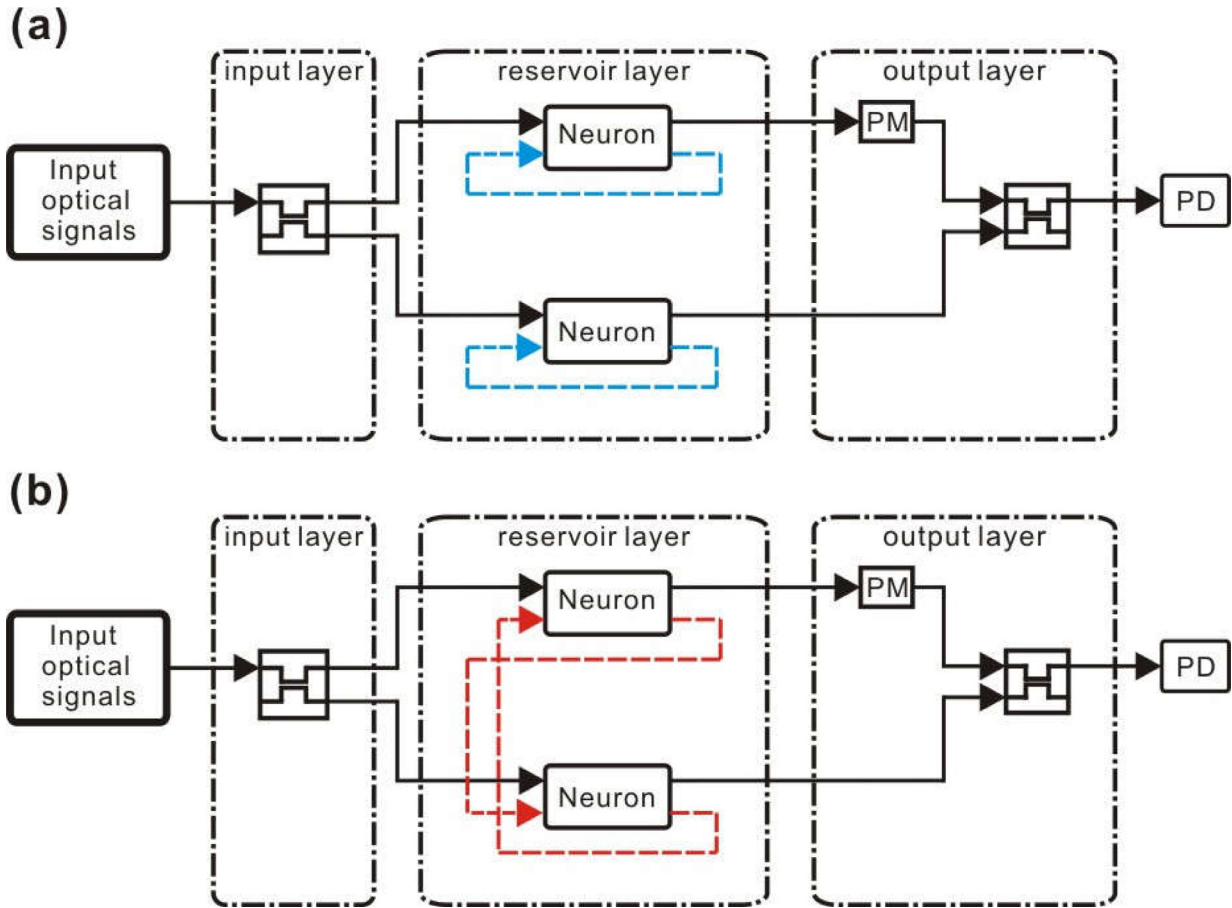 (a)
input layer
reservoir layer
output layer
Input
optical
signals
Neuron
PM
PD
Neuron
(b)
input layer
reservoir layer
output layer
Input
optical
signals
Neuron
PM
PD
Neuron